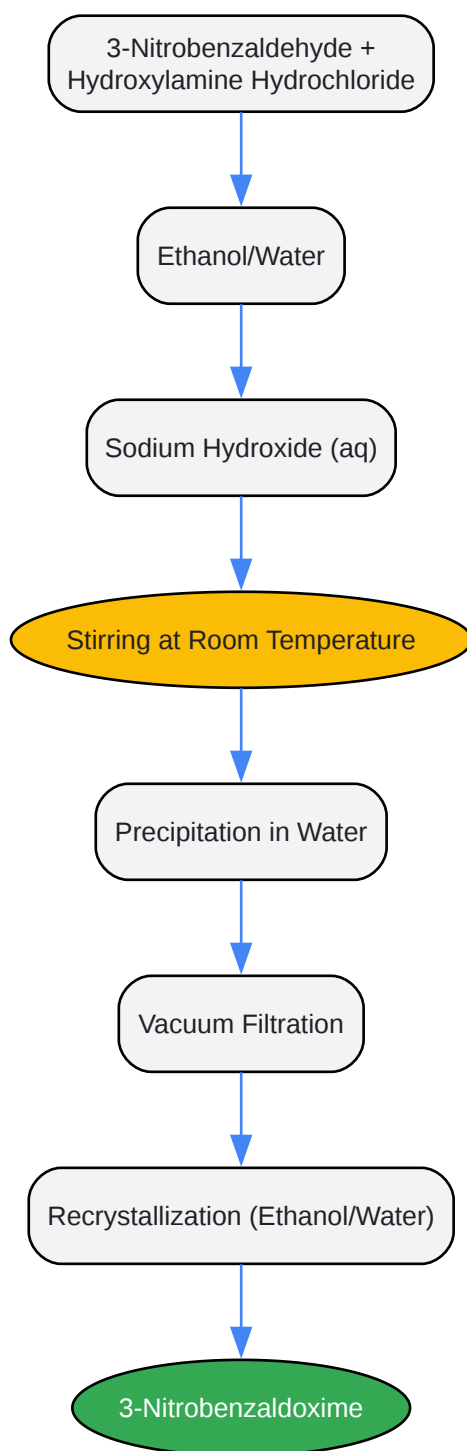 3-Nitrobenzaldehyde +
Hydroxylamine Hydrochloride
Ethanol/Water
Sodium Hydroxide (aq)
Stirring at Room Temperature
Precipitation in Water
Vacuum Filtration
Recrystallization (Ethanol/Water)
3-Nitrobenzaldoxime